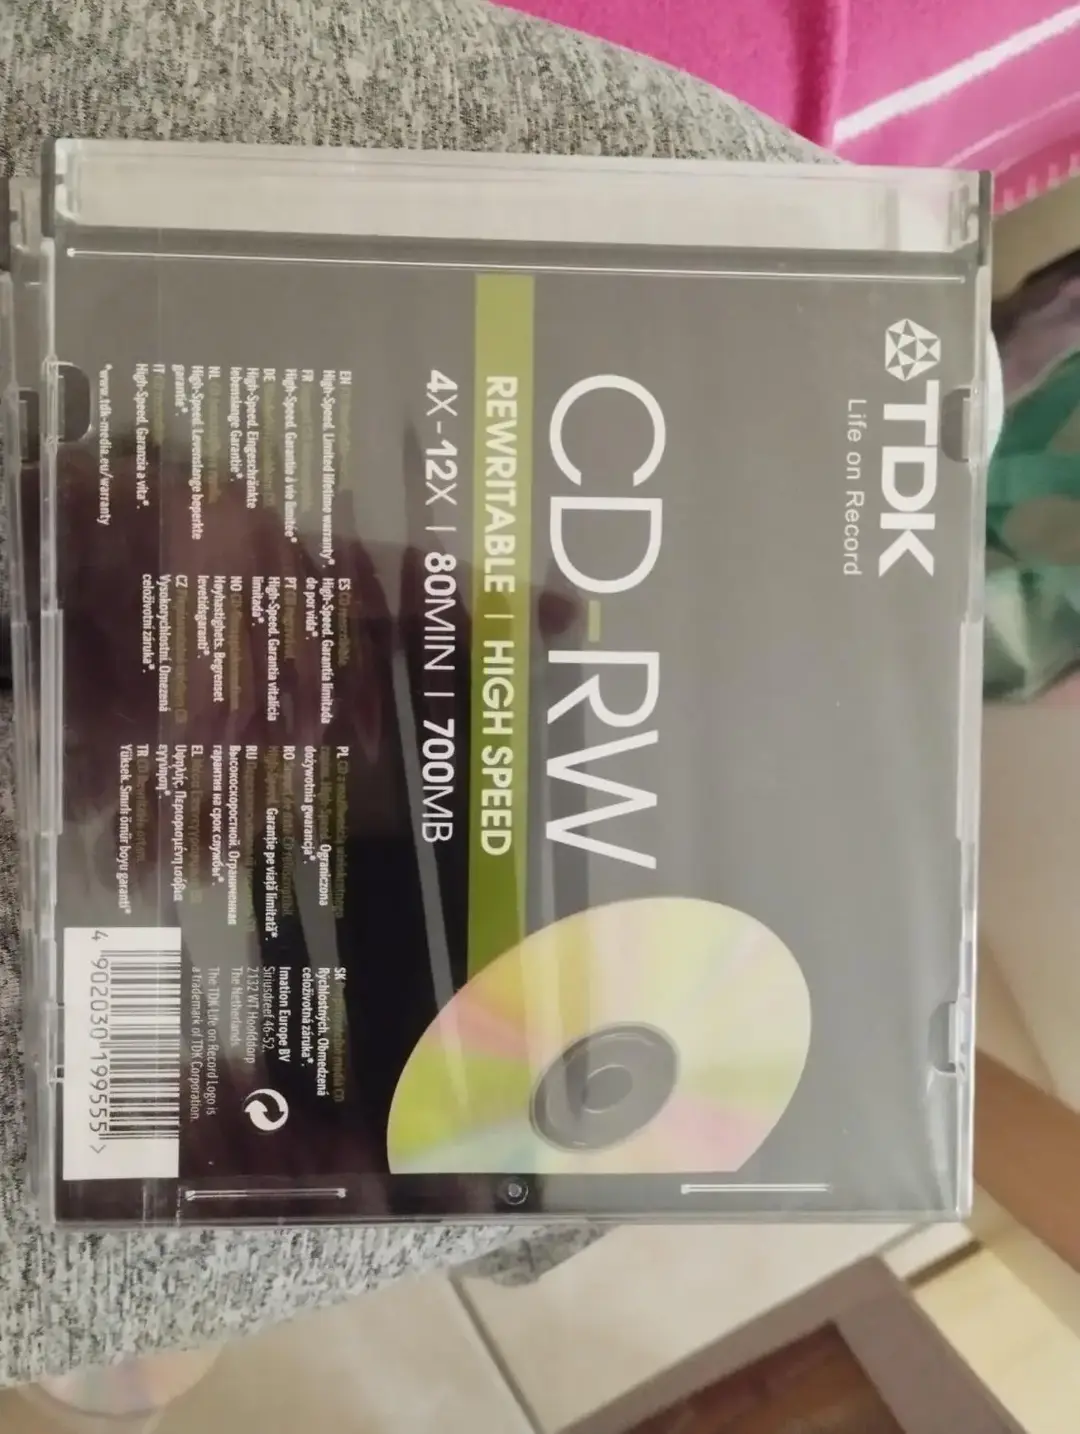 TDK
Life on Record
CD-RW
REWRITABLE | HIGH SPEED
4X-12X | 80MIN | 700MB
EN
High-Speed. Limited lifetime warranty*.
FR
High-Speed. Garantie à vie limitée*.
DE
High-Speed. Eingeschränkte
lebenslange Garantie*.
NL
High-Speed. Levenslange beperkte
garantie*.
IT
High-Speed. Garanzia a vita*.
*www.tdk-media.eu/warranty
ES
High-Speed. Garantía limitada
de por vida*.
PT
High-Speed. Garantia vitalícia
limitada*.
NO
Høyhastighets. Begrenset
levetidsgaranti*.
CZ
Vysokorychlostní. Omezená
celoživotní záruka*.
PL
High-Speed. Ograniczona
dożywotnia gwarancja*.
RO
High-Speed. Garanție pe viață limitată*.
RU
Высокоскоростной. Ограниченная
гарантия на срок службы*.
EL
Υψηλής. Περιορισμένη ισόβια
εγγύηση*.
TR
Yüksek. Sınırlı ömür boyu garanti*
SK
Rýchlostných. Obmedzená
celoživotná záruka*.
Imation Europe BV
Siriusdreef 46-52,
2132 WT Hoofddorp
The Netherlands
The TDK Life on Record Logo is
a trademark of TDK Corporation.
4 902030 199555 >